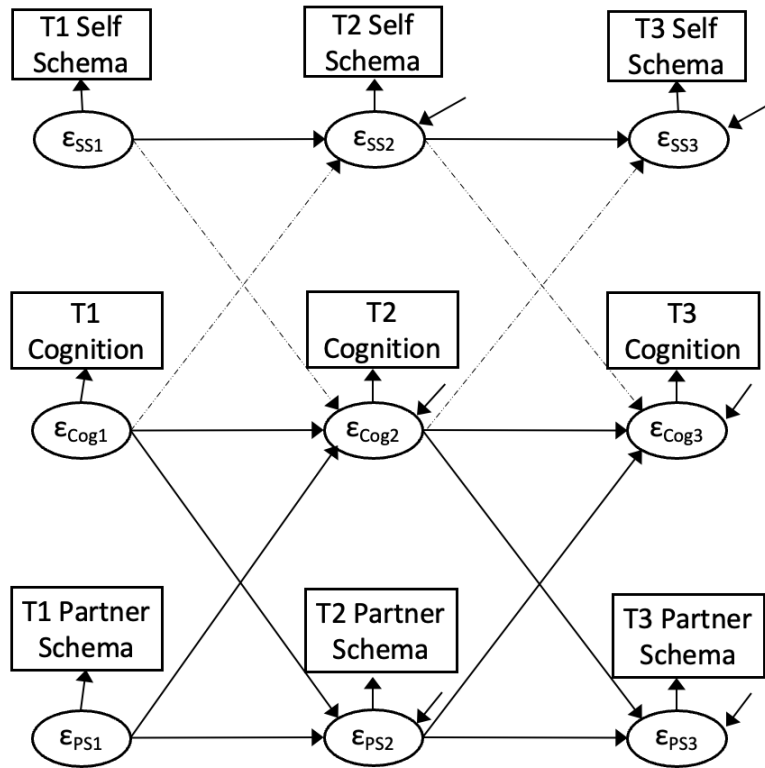 T1 Self
Schema
T2 Self
Schema
T3 Self
Schema
εSS1
εSS2
εSS3
T1
Cognition
T2
Cognition
T3
Cognition
εCog1
εCog2
εCog3
T1 Partner
Schema
T2 Partner
Schema
T3 Partner
Schema
εPS1
εPS2
εPS3